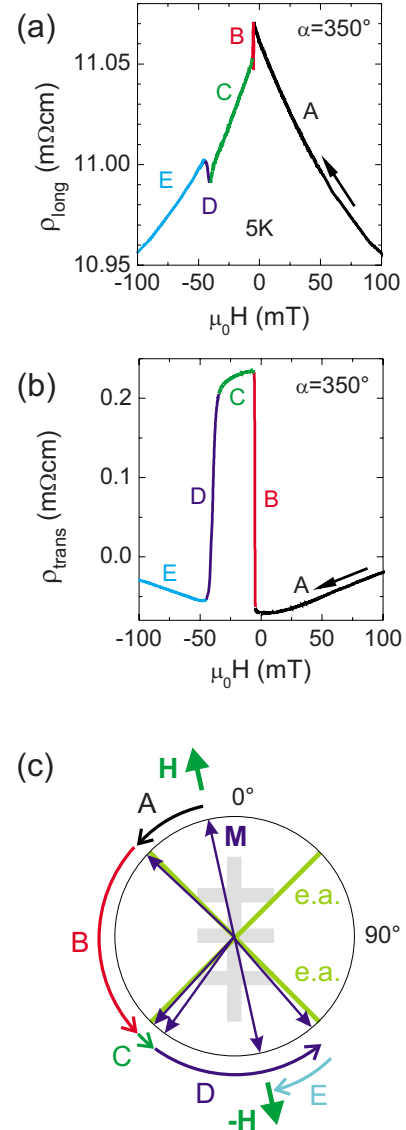 (a)
B
α=350°
11.05
C
A
11.00
E
D
5K
10.95
ρlong (mΩcm)
-100 -50 0 50 100
μ0H (mT)
(b)
C
α=350°
0.2
D
B
0.1
E
A
0.0
ρtrans (mΩcm)
-100 -50 0 50 100
μ0H (mT)
(c)
H
A
0°
M
e.a.
B
90°
e.a.
C
D
E
-H